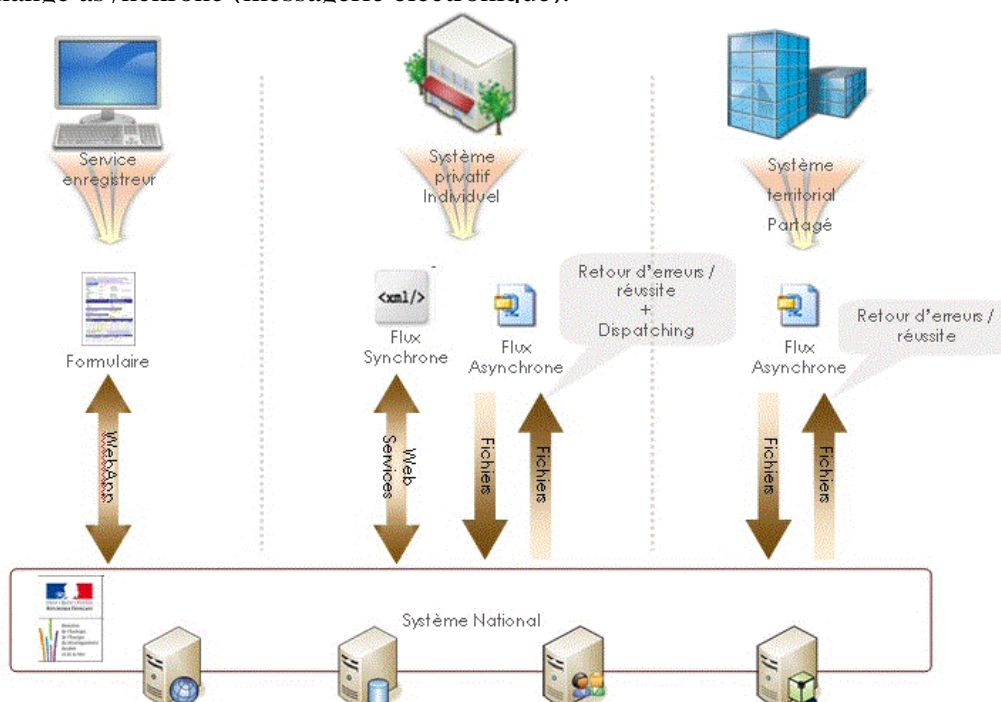 Service
enregistreur
Système
privatif
Individuel
Système
territorial
Partagé
Formulaire
<xml/>
Flux
Synchrone
Flux
Asynchrone
Retour d'erreurs /
réussite
+
Dispatching
Flux
Asynchrone
Retour d'erreurs /
réussite
WebApp
Web
Services
Fichiers
Fichiers
Fichiers
Fichiers
Système National